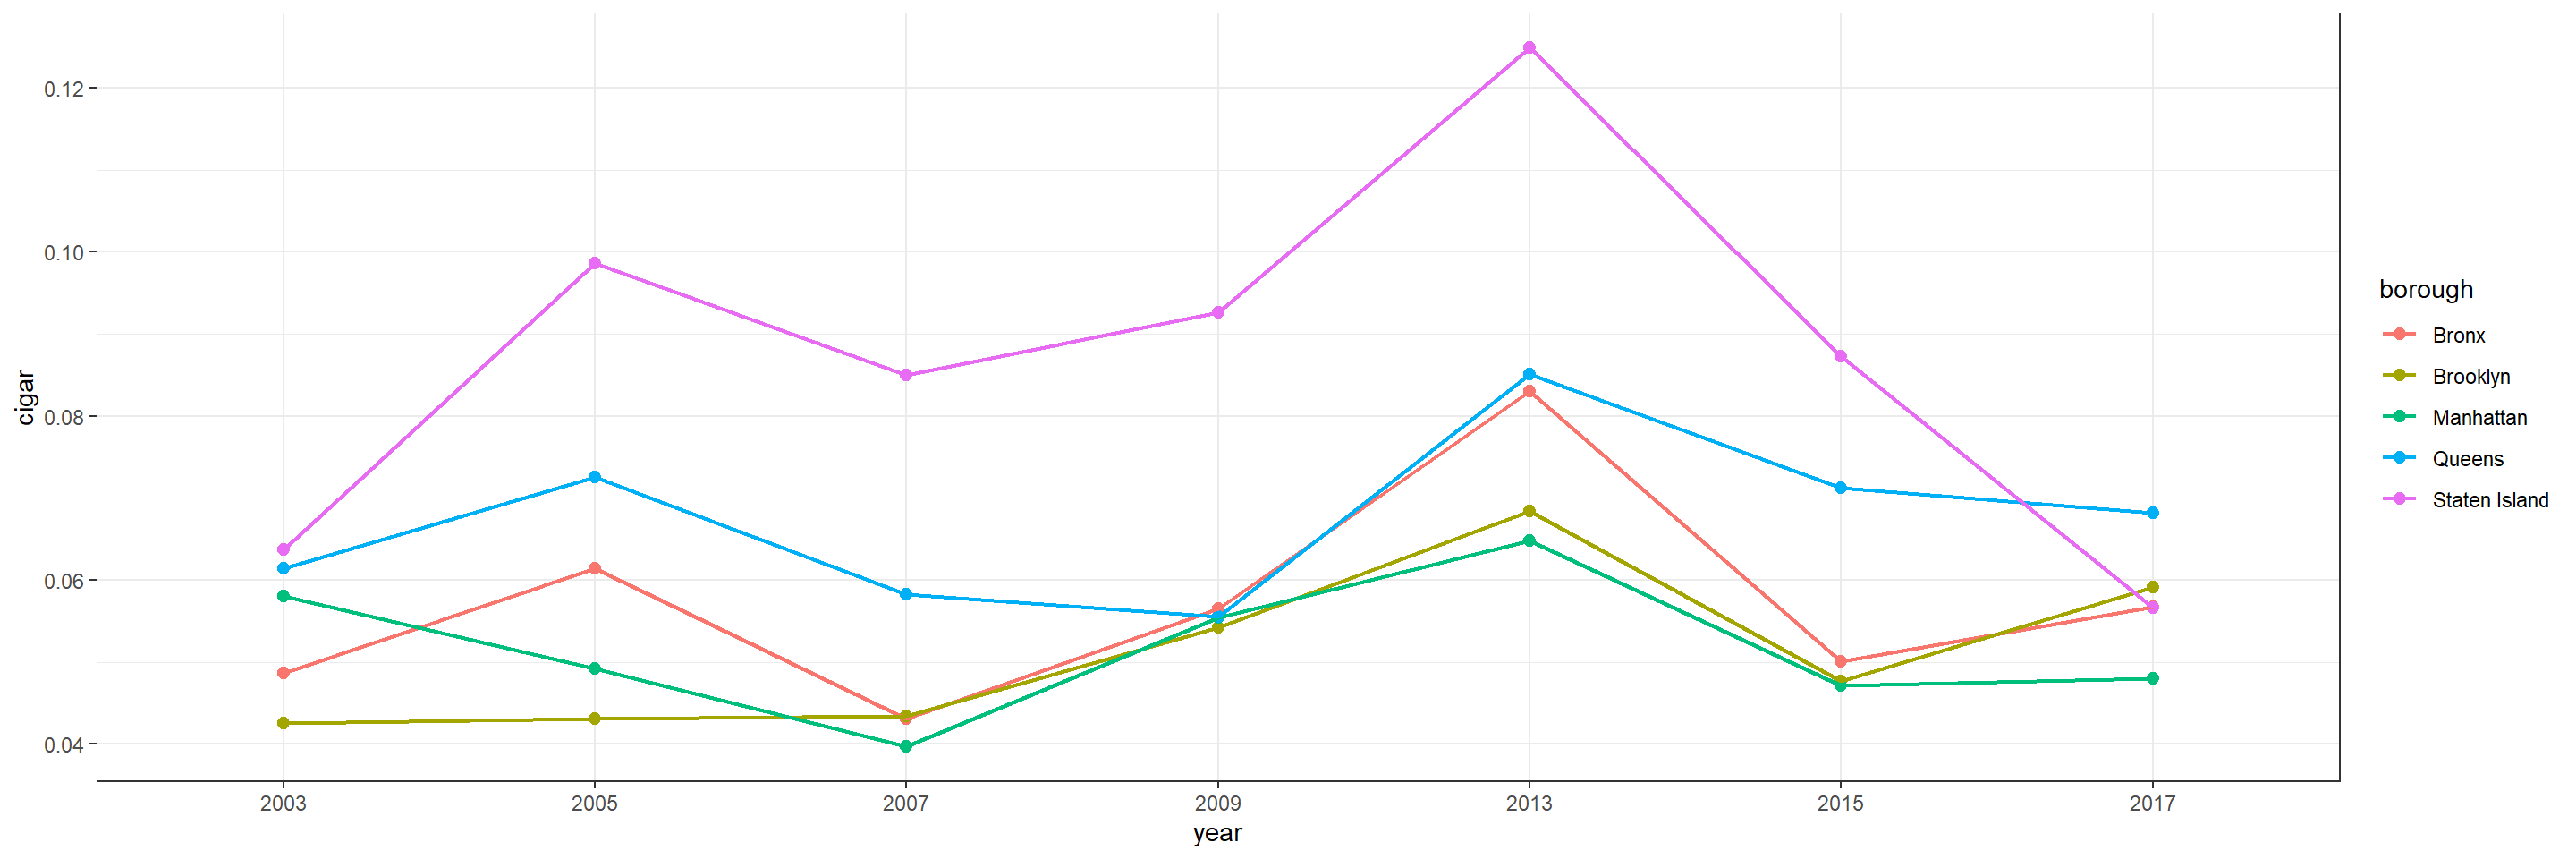 0.12
0.10
0.08
0.06
0.04
cigar
2003 2005 2007 2009 2013 2015 2017
year
borough
Bronx
Brooklyn
Manhattan
Queens
Staten Island